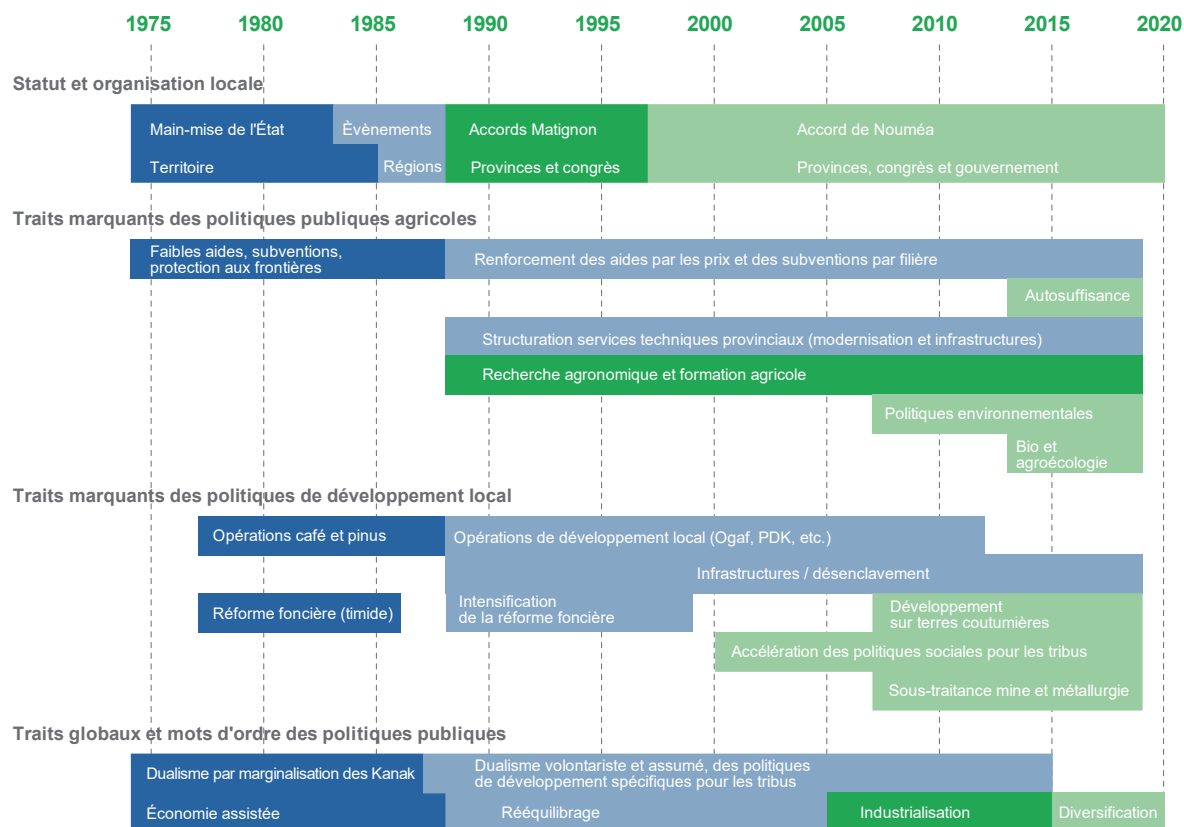 1975 1980 1985 1990 1995 2000 2005 2010 2015 2020
Statut et organisation locale
Main-mise de l'État
Èvènements
Accords Matignon
Accord de Nouméa
Territoire
Régions
Provinces et congrès
Provinces, congrès et gouvernement
Traits marquants des politiques publiques agricoles
Faibles aides, subventions,
protection aux frontières
Renforcement des aides par les prix et des subventions par filière
Autosuffisance
Structuration services techniques provinciaux (modernisation et infrastructures)
Recherche agronomique et formation agricole
Politiques environnementales
Bio et
agroécologie
Traits marquants des politiques de développement local
Opérations café et pinus
Opérations de développement local (Ogaf, PDK, etc.)
Infrastructures / désenclavement
Réforme foncière (timide)
Intensification
de la réforme foncière
Développement
sur terres coutumières
Accélération des politiques sociales pour les tribus
Sous-traitance mine et métallurgie
Traits globaux et mots d'ordre des politiques publiques
Dualisme par marginalisation des Kanak
Dualisme volontariste et assumé, des politiques
de développement spécifiques pour les tribus
Économie assistée
Rééquilibrage
Industrialisation
Diversification